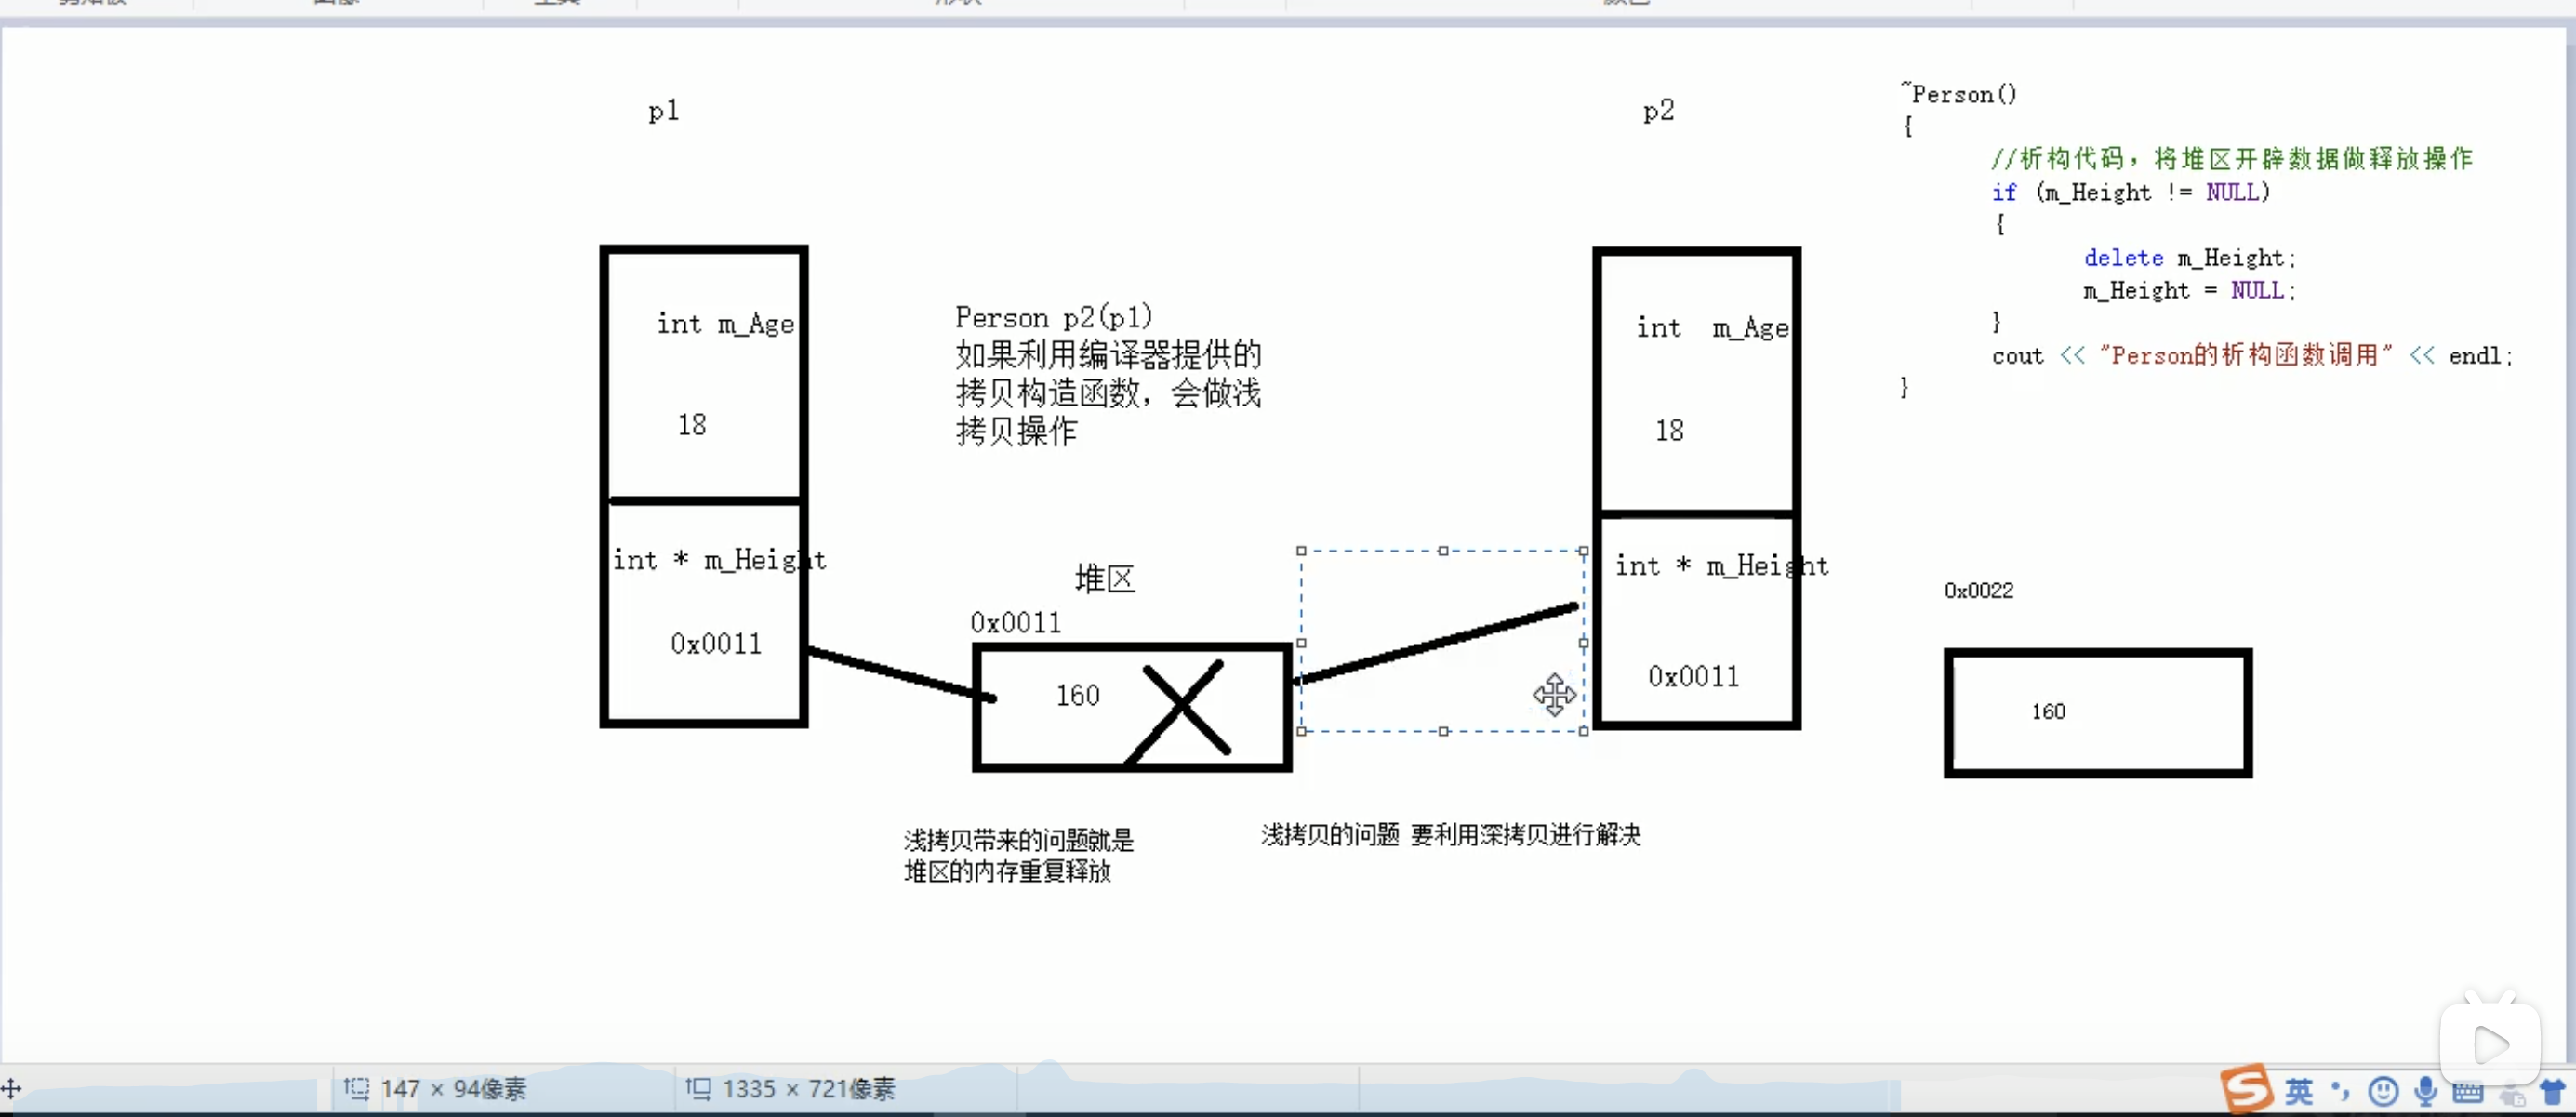 p1
p2
~Person()
{
//析构代码，将堆区开辟数据做释放操作
if (m_Height != NULL)
{
delete m_Height;
m_Height = NULL;
}
cout << "Person的析构函数调用" << endl;
}
int m_Age
18
int * m_Height
0x0011
Person p2(p1)
如果利用编译器提供的
拷贝构造函数，会做浅
拷贝操作
堆区
0x0011
160
int m_Age
18
int * m_Height
0x0011
0x0022
160
浅拷贝带来的问题就是
堆区的内存重复释放
浅拷贝的问题 要利用深拷贝进行解决
147 × 94像素
1335 × 721像素
英